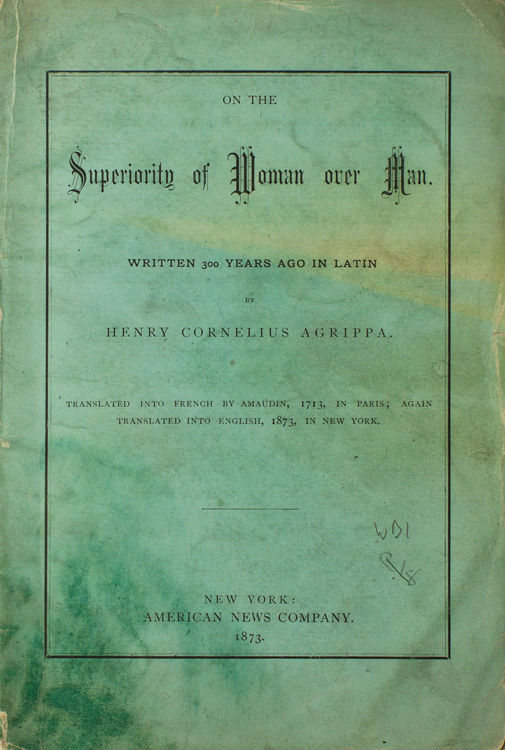 ON THE
Superiority of Woman over Man.
WRITTEN 300 YEARS AGO IN LATIN
BY
HENRY CORNELIUS AGRIPPA.
TRANSLATED INTO FRENCH BY AMAUDIN, 1713, IN PARIS; AGAIN
TRANSLATED INTO ENGLISH, 1873, IN NEW YORK.
WDI
NEW YORK:
AMERICAN NEWS COMPANY.
1873.